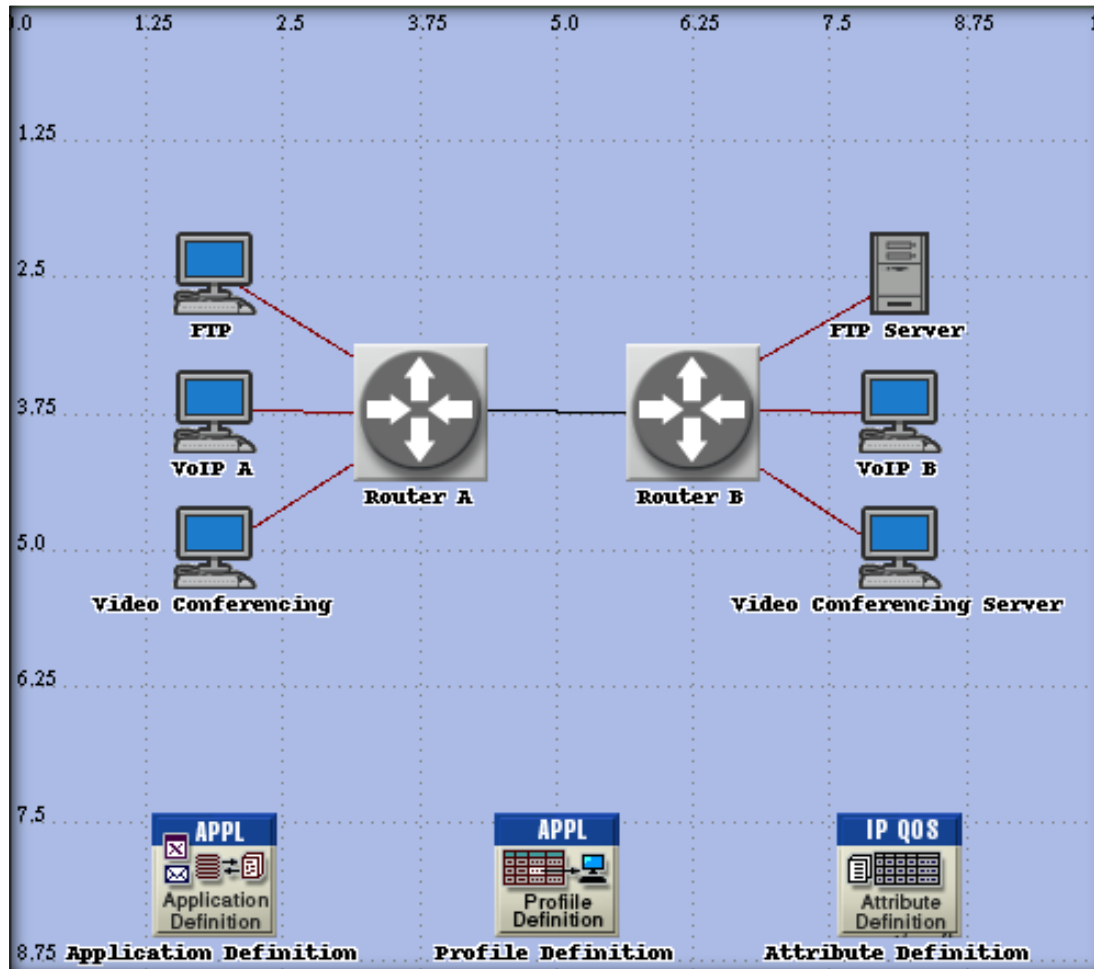 0.0 1.25 2.5 3.75 5.0 6.25 7.5 8.75
1.25
2.5
FTP
FTP Server
3.75
VoIP A
VoIP B
Router A
Router B
5.0
Video Conferencing
Video Conferencing Server
6.25
7.5
APPL
Application
Definition
Application Definition
APPL
Profiile
Definition
Profile Definition
IP QOS
Attribute
Definition
Attribute Definition
8.75